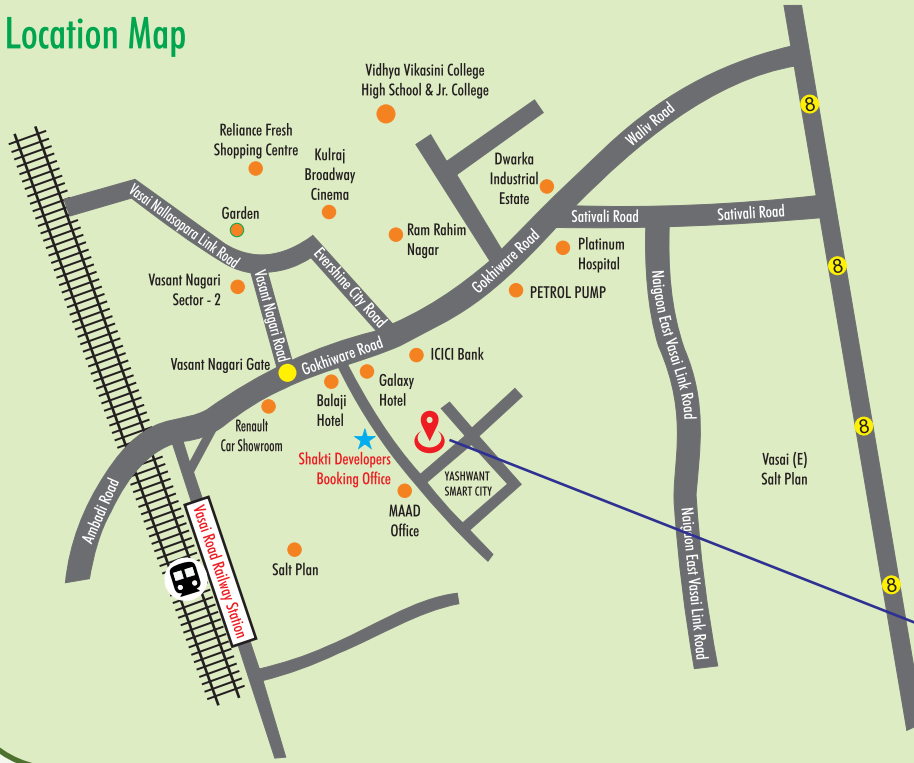 Location Map
Vidhya Vikasini College
High School & Jr. College
8
Waliv Road
Reliance Fresh
Shopping Centre
Kulraj
Broadway
Cinema
Dwarka
Industrial
Estate
Vasai Nallasopara Link Road
Garden
Sativali Road
Sativali Road
Ram Rahim
Nagar
Gokhiware Road
Platinum
Hospital
8
Evershine City Road
Vasant Nagari
Sector - 2
Vasant Nagari Road
PETROL PUMP
Naigaon East Vasai Link Road
Vasant Nagari Gate
Gokhiware Road
ICICI Bank
Galaxy
Hotel
Balaji
Hotel
Renault
Car Showroom
8
Shakti Developers
Booking Office
YASHWANT
SMART CITY
Vasai (E)
Salt Plan
MAAD
Office
Ambadi Road
Vasai Road Railway Station
Salt Plan
Naigaon East Vasai Link Road
8